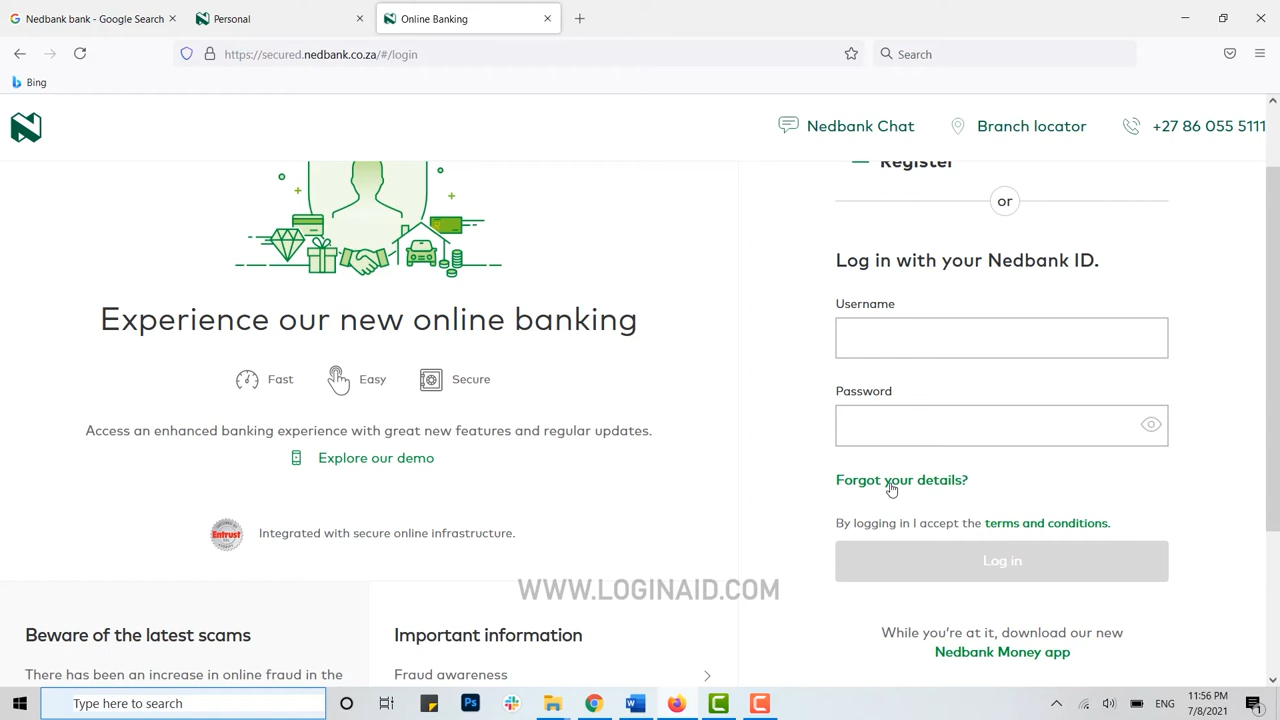 Nedbank bank - Google Search
Personal
Online Banking
https://secured.nedbank.co.za/#/login
Search
Bing
Nedbank Chat
Branch locator
+27 86 055 5111
Register
or
Log in with your Nedbank ID.
Username
Password
Forgot your details?
By logging in I accept the terms and conditions.
Log in
While you're at it, download our new
Nedbank Money app
Experience our new online banking
Fast
Easy
Secure
Access an enhanced banking experience with great new features and regular updates.
Explore our demo
Entrust
Integrated with secure online infrastructure.
WWW.LOGINAID.COM
Beware of the latest scams
There has been an increase in online fraud in the
Important information
Fraud awareness
Type here to search
ENG
11:56 PM
7/8/2021